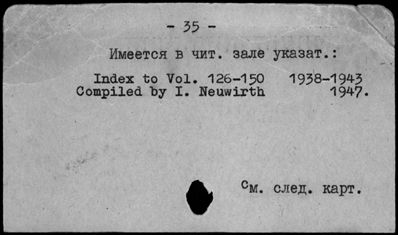 - 35 -
Имеется в чит. зале указат.:
Index to Vol. 126-150 1938-1943
Compiled by I. Neuwirth 1947.
См. след. карт.